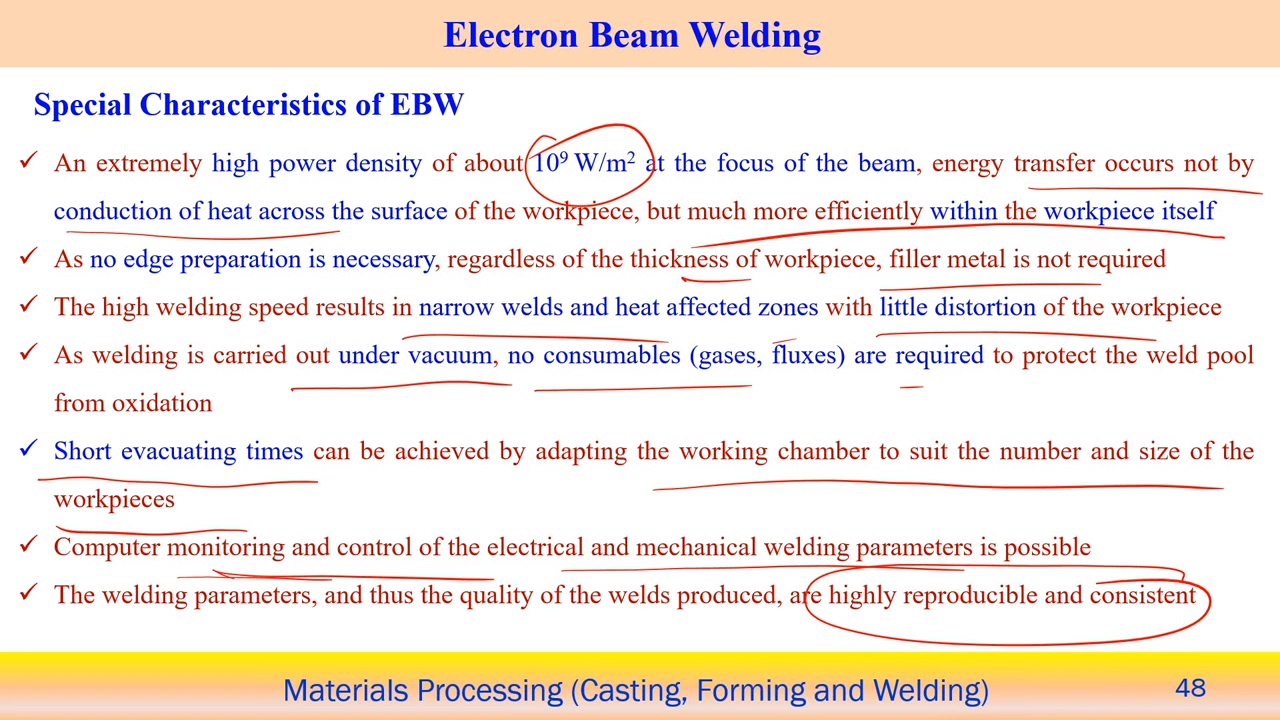 Electron Beam Welding
Special Characteristics of EBW
✓ An extremely high power density of about 10⁹ W/m² at the focus of the beam, energy transfer occurs not by
conduction of heat across the surface of the workpiece, but much more efficiently within the workpiece itself
✓ As no edge preparation is necessary, regardless of the thickness of workpiece, filler metal is not required
✓ The high welding speed results in narrow welds and heat affected zones with little distortion of the workpiece
✓ As welding is carried out under vacuum, no consumables (gases, fluxes) are required to protect the weld pool
from oxidation
✓ Short evacuating times can be achieved by adapting the working chamber to suit the number and size of the
workpieces
✓ Computer monitoring and control of the electrical and mechanical welding parameters is possible
✓ The welding parameters, and thus the quality of the welds produced, are highly reproducible and consistent
Materials Processing (Casting, Forming and Welding)
48